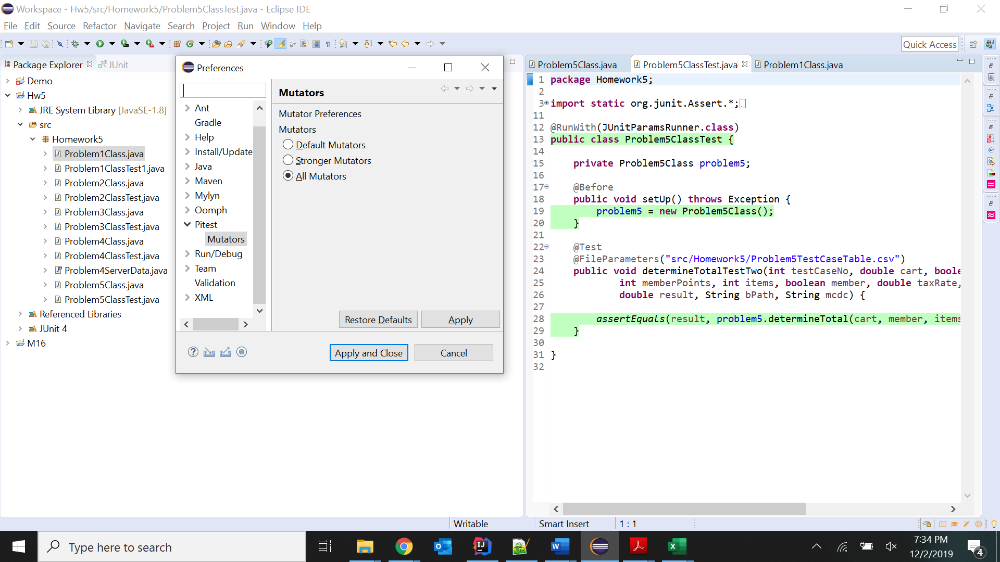 Workspace - Hw5/src/Homework5/Problem5ClassTest.java - Eclipse IDE
File Edit Source Refactor Navigate Search Project Run Window Help
Quick Access
Package Explorer JUnit
Demo
Hw5
JRE System Library [JavaSE-1.8]
src
Homework5
Problem1Class.java
Problem1ClassTest1.java
Problem2Class.java
Problem2ClassTest.java
Problem3Class.java
Problem3ClassTest.java
Problem4Class.java
Problem4ClassTest.java
Problem4ServerData.java
Problem5Class.java
Problem5ClassTest.java
Referenced Libraries
JUnit 4
M16
Preferences
Ant
Gradle
Help
Install/Update
Java
Maven
Mylyn
Oomph
Pitest
Mutators
Run/Debug
Team
Validation
XML
Mutators
Mutator Preferences
Mutators
Default Mutators
Stronger Mutators
All Mutators
Restore Defaults Apply
Apply and Close Cancel
Problem5Class.java Problem5ClassTest.java Problem1Class.java
1 package Homework5;
2
3 import static org.junit.Assert.*;
11
12 @RunWith(JUnitParamsRunner.class)
13 public class Problem5ClassTest {
14
15 private Problem5Class problem5;
16
17 @Before
18 public void setUp() throws Exception {
19 problem5 = new Problem5Class();
20 }
21
22 @Test
23 @FileParameters("src/Homework5/Problem5TestCaseTable.csv")
24 public void determineTotalTestTwo(int testCaseNo, double cart, boole
25 int memberPoints, int items, boolean member, double taxRate,
26 double result, String bPath, String mcdc) {
27
28 assertEquals(result, problem5.determineTotal(cart, member, items
29 }
30
31 }
32
Writable Smart Insert 1 : 1
Type here to search
7:34 PM
12/2/2019
4